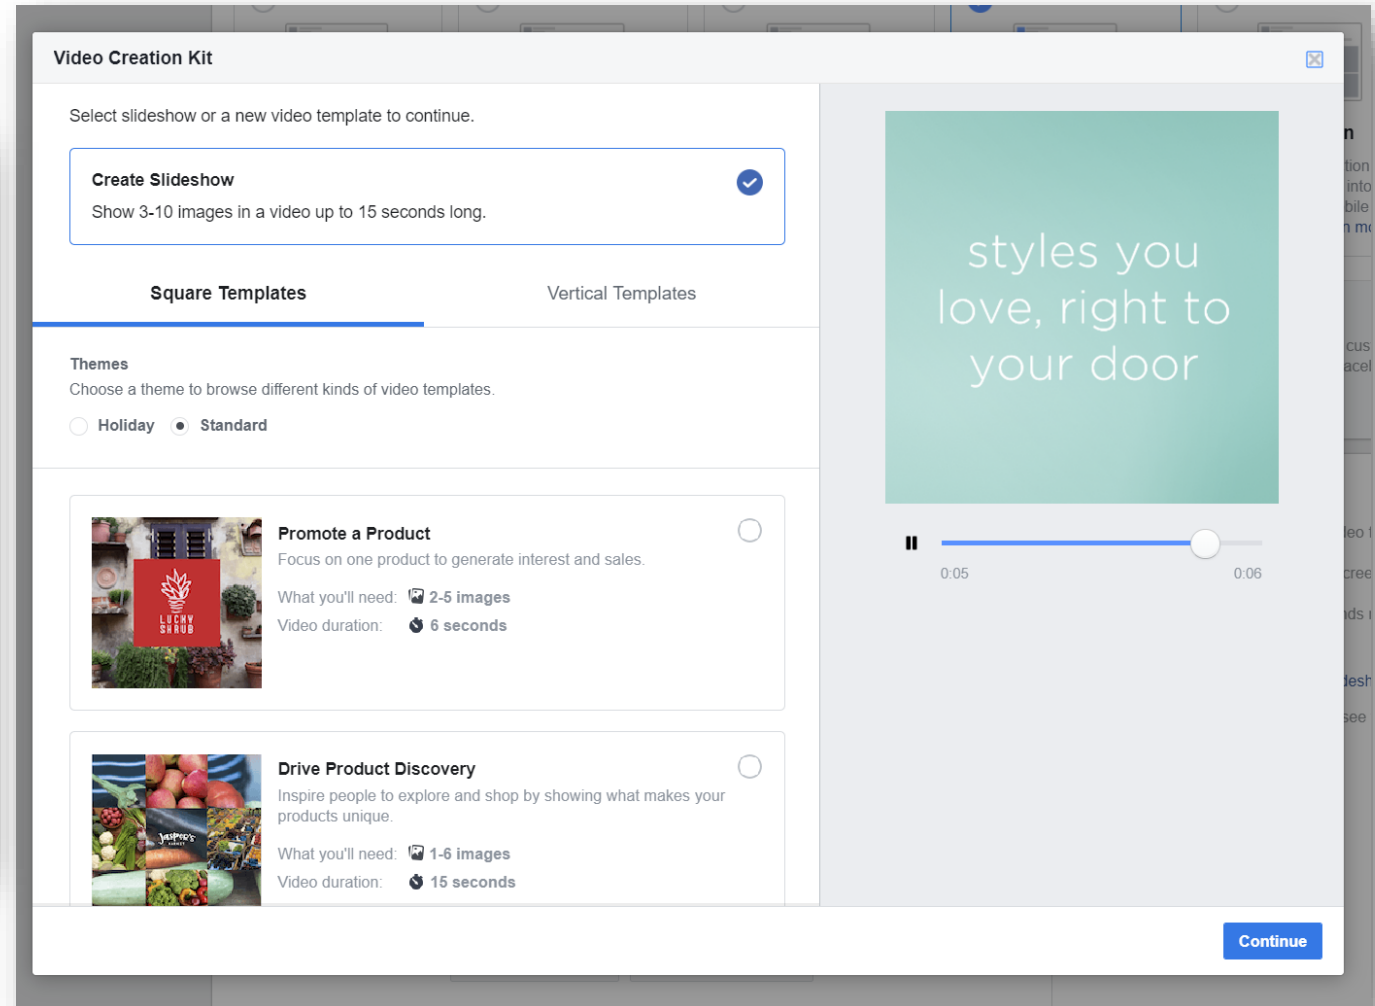 Video Creation Kit
Select slideshow or a new video template to continue.
Create Slideshow
Show 3-10 images in a video up to 15 seconds long.
Square Templates
Vertical Templates
Themes
Choose a theme to browse different kinds of video templates.
Holiday
Standard
LUCKY
SHRUB
Promote a Product
Focus on one product to generate interest and sales.
What you'll need: 2-5 images
Video duration: 6 seconds
JASPER'S
MARKET
Drive Product Discovery
Inspire people to explore and shop by showing what makes your
products unique.
What you'll need: 1-6 images
Video duration: 15 seconds
styles you
love, right to
your door
0:05
0:06
Continue
into
see